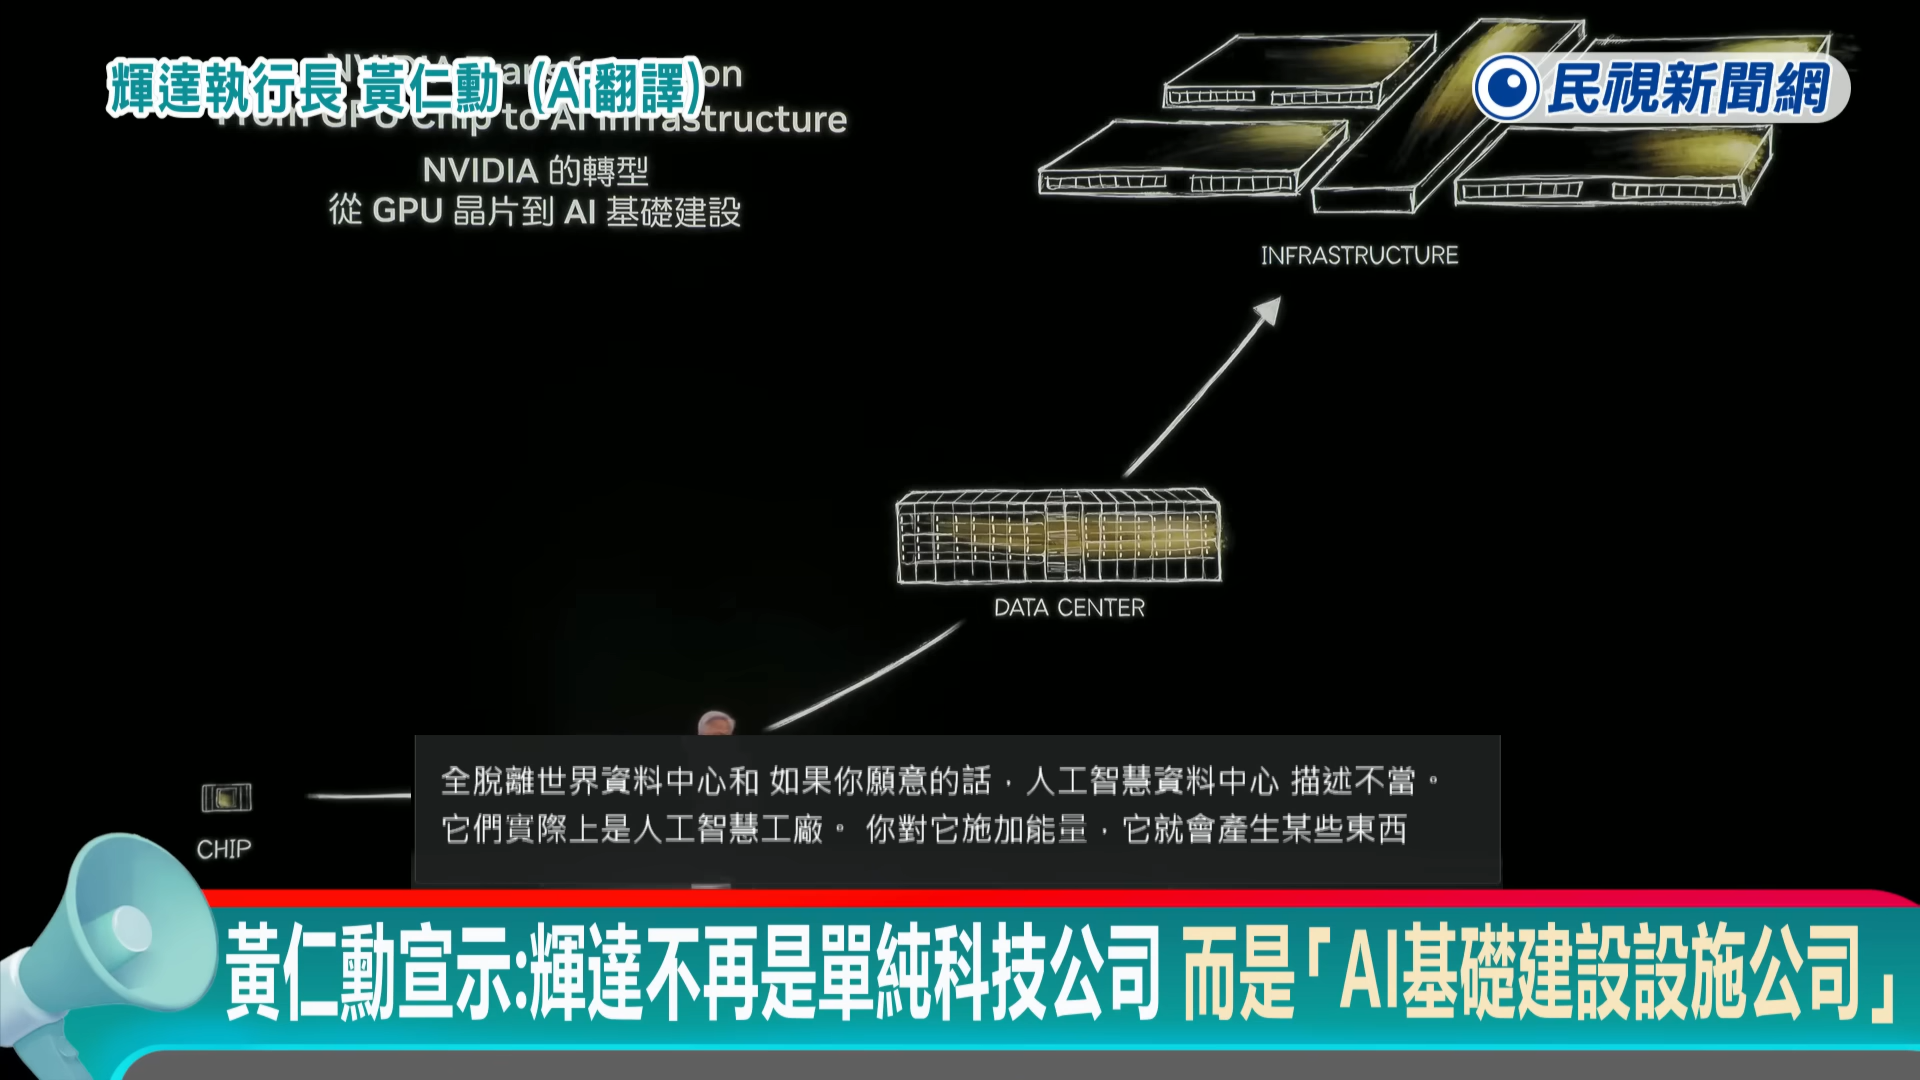 輝達執行長 黃仁勳（AI翻譯）
民視新聞網
From GPU Chip to AI Infrastructure
NVIDIA 的轉型
從 GPU 晶片到 AI 基礎建設
INFRASTRUCTURE
DATA CENTER
CHIP
全脫離世界資料中心和 如果你願意的話，人工智慧資料中心 描述不當。
它們實際上是人工智慧工廠。 你對它施加能量，它就會產生某些東西
黃仁勳宣示:輝達不再是單純科技公司 而是「AI基礎建設設施公司」